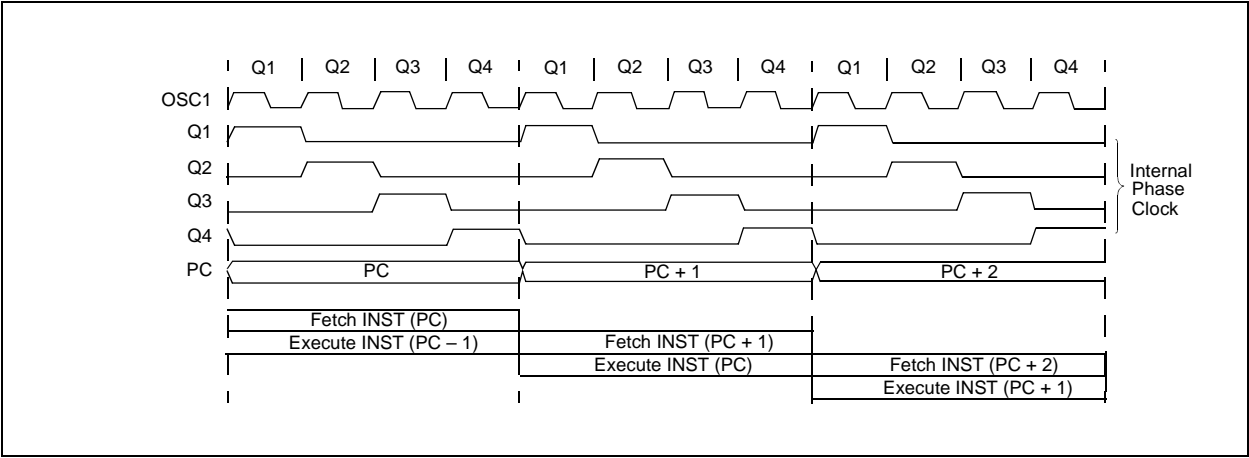 Q1 Q2 Q3 Q4 Q1 Q2 Q3 Q4 Q1 Q2 Q3 Q4
OSC1
Q1
Q2
Q3
Q4
Internal
Phase
Clock
PC PC PC + 1 PC + 2
Fetch INST (PC)
Execute INST (PC – 1) Fetch INST (PC + 1)
Execute INST (PC) Fetch INST (PC + 2)
Execute INST (PC + 1)